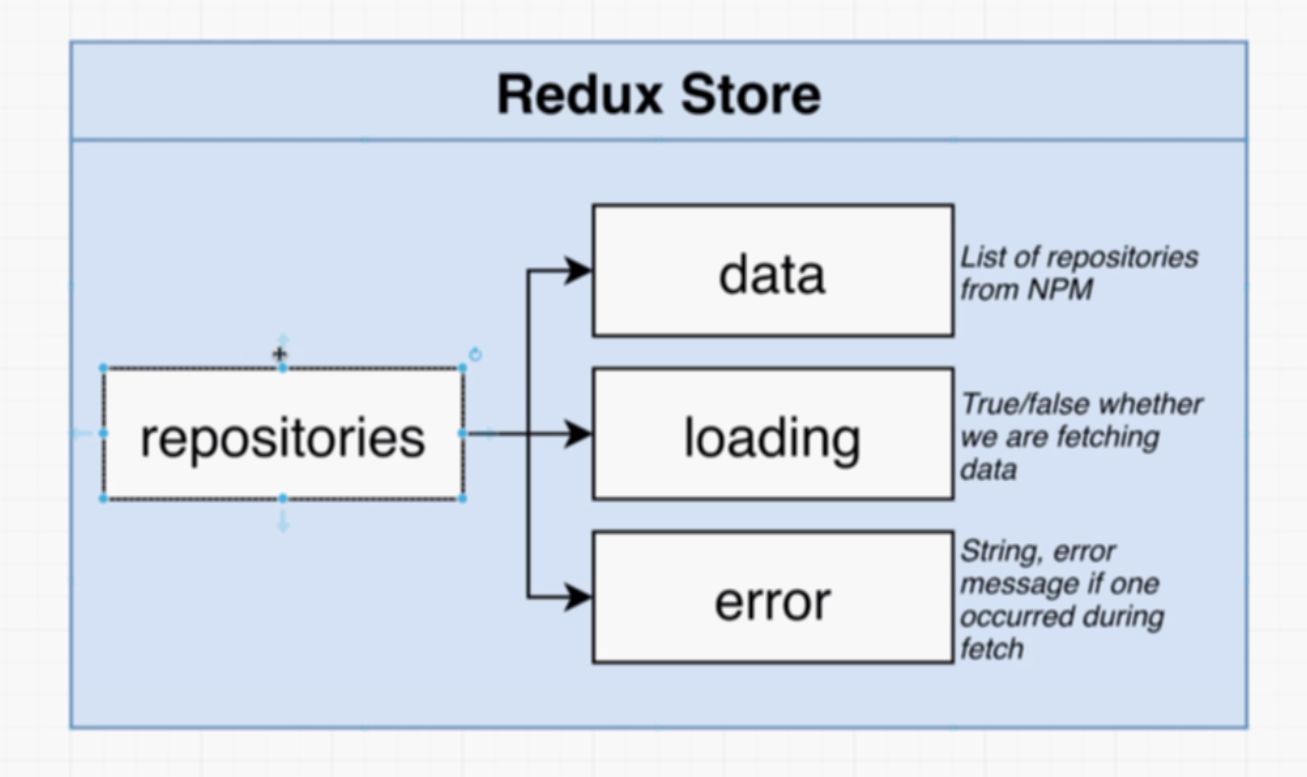 Redux Store
data
List of repositories
from NPM
repositories
loading
True/false whether
we are fetching
data
error
String, error
message if one
occurred during
fetch